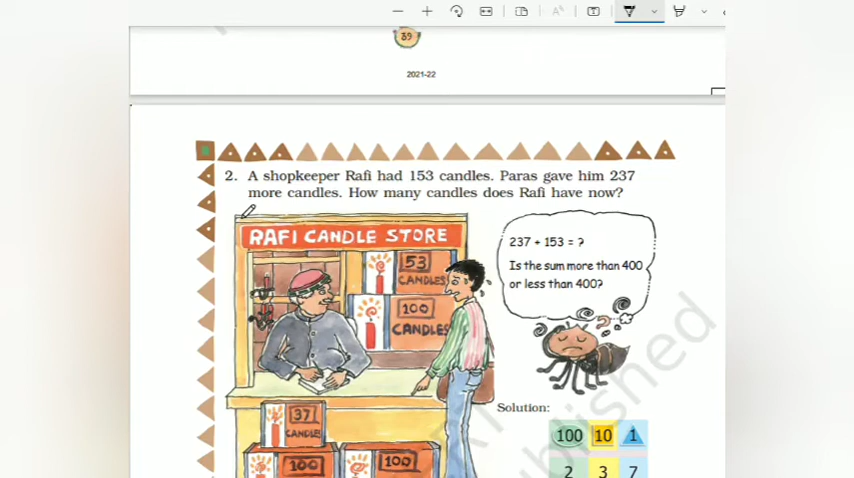 39
2021-22
2. A shopkeeper Rafi had 153 candles. Paras gave him 237
more candles. How many candles does Rafi have now?
RAFI CANDLE STORE
53
CANDLES
100
CANDLES
237 + 153 = ?
Is the sum more than 400
or less than 400?
?
37
CANDLES
100
100
Solution:
100 10 1
2 3 7